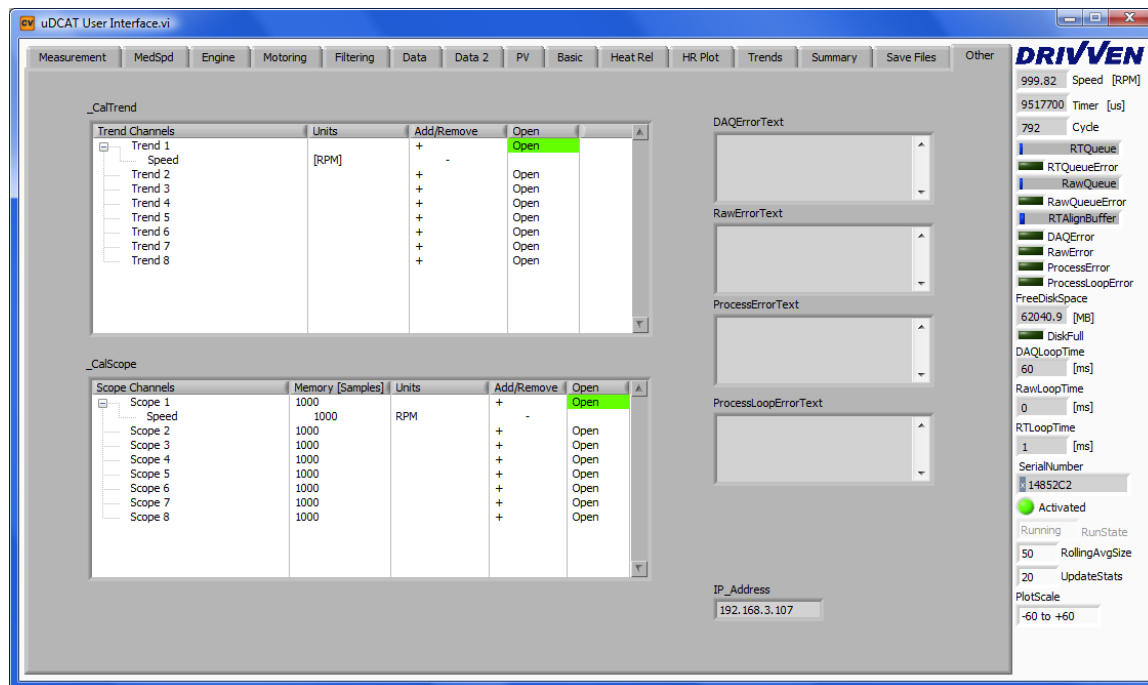 uDCAT User Interface.vi
Measurement MedSpd Engine Motoring Filtering Data Data 2 PV Basic Heat Rel HR Plot Trends Summary Save Files Other
_CalTrend
Trend Channels Units Add/Remove Open
Trend 1 + Open
Speed [RPM] -
Trend 2 + Open
Trend 3 + Open
Trend 4 + Open
Trend 5 + Open
Trend 6 + Open
Trend 7 + Open
Trend 8 + Open
_CalScope
Scope Channels Memory [Samples] Units Add/Remove Open
Scope 1 1000 + Open
Speed 1000 RPM -
Scope 2 1000 + Open
Scope 3 1000 + Open
Scope 4 1000 + Open
Scope 5 1000 + Open
Scope 6 1000 + Open
Scope 7 1000 + Open
Scope 8 1000 + Open
DAQErrorText
RawErrorText
ProcessErrorText
ProcessLoopErrorText
IP_Address
192.168.3.107
DRIVVEN
999.82 Speed [RPM]
9517700 Timer [us]
792 Cycle
RTQueue
RTQueueError
RawQueue
RawQueueError
RTAlignBuffer
DAQError
RawError
ProcessError
ProcessLoopError
FreeDiskSpace
62040.9 [MB]
DiskFull
DAQLoopTime
60 [ms]
RawLoopTime
0 [ms]
RTLoopTime
1 [ms]
SerialNumber
x 14852C2
Activated
Running RunState
50 RollingAvgSize
20 UpdateStats
PlotScale
-60 to +60